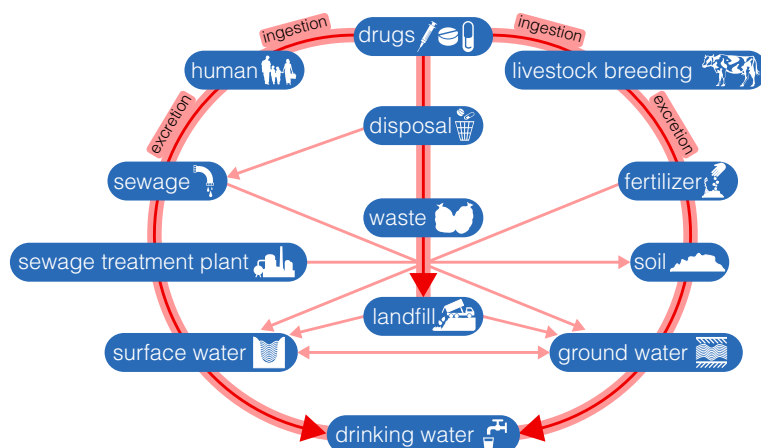 ingestion
drugs
ingestion
human
livestock breeding
disposal
excretion
excretion
sewage
fertilizer
waste
sewage treatment plant
soil
landfill
surface water
ground water
drinking water